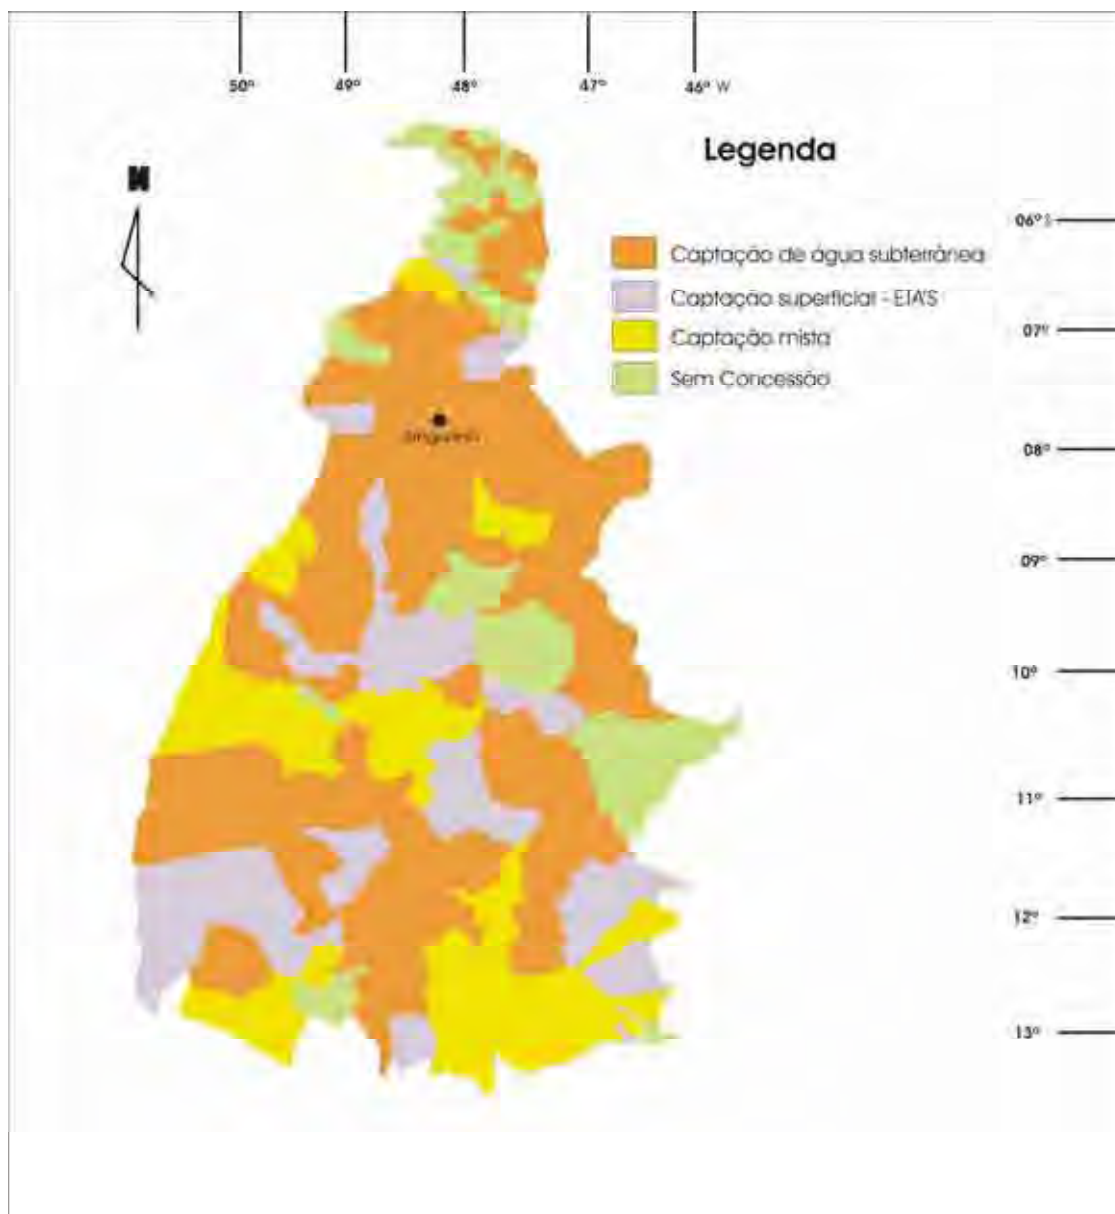 50° 49° 48° 47° 46° W
Legenda
N
06° S
Captação de água subterrânea
Captação superficial - ETA'S
07°
Captação mista
Sem Concessão
08°
09°
10°
11°
12°
13°